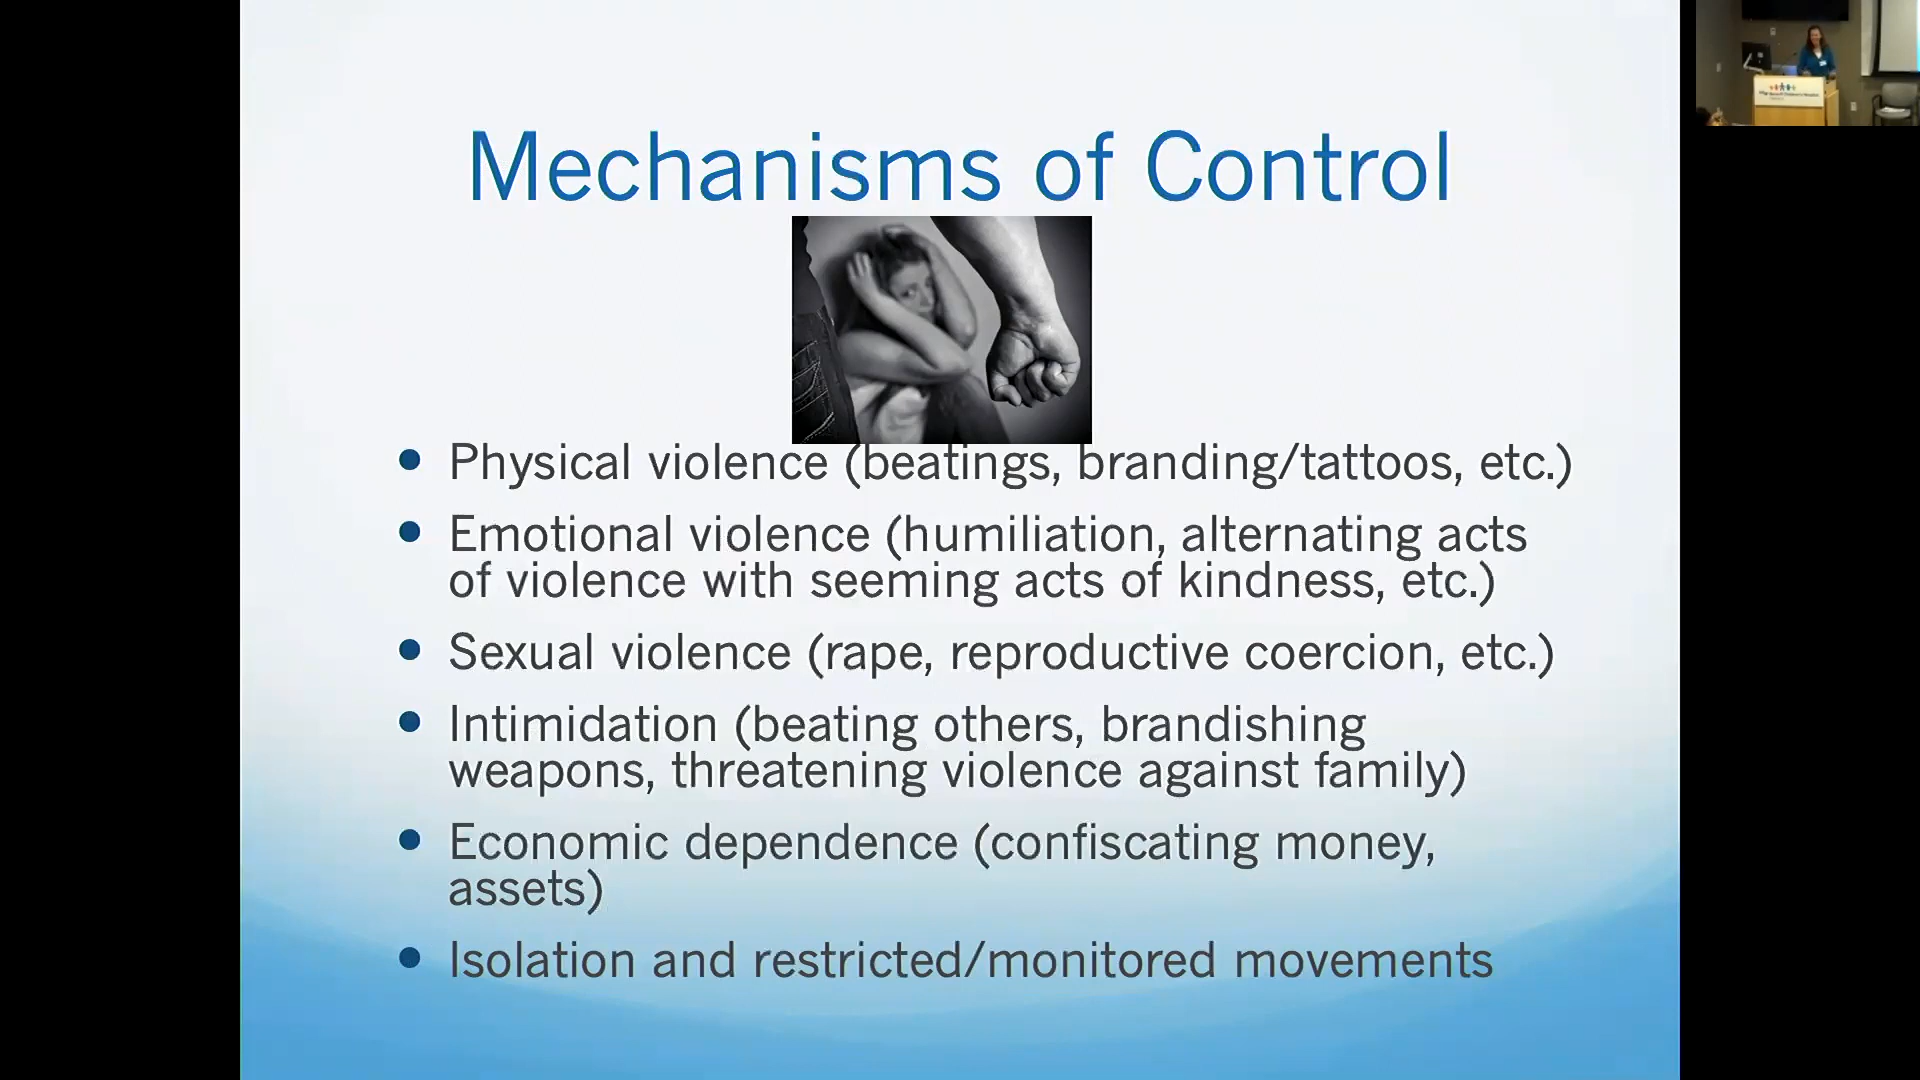 Mechanisms of Control
• Physical violence (beatings, branding/tattoos, etc.)
• Emotional violence (humiliation, alternating acts
of violence with seeming acts of kindness, etc.)
• Sexual violence (rape, reproductive coercion, etc.)
• Intimidation (beating others, brandishing
weapons, threatening violence against family)
• Economic dependence (confiscating money,
assets)
• Isolation and restricted/monitored movements